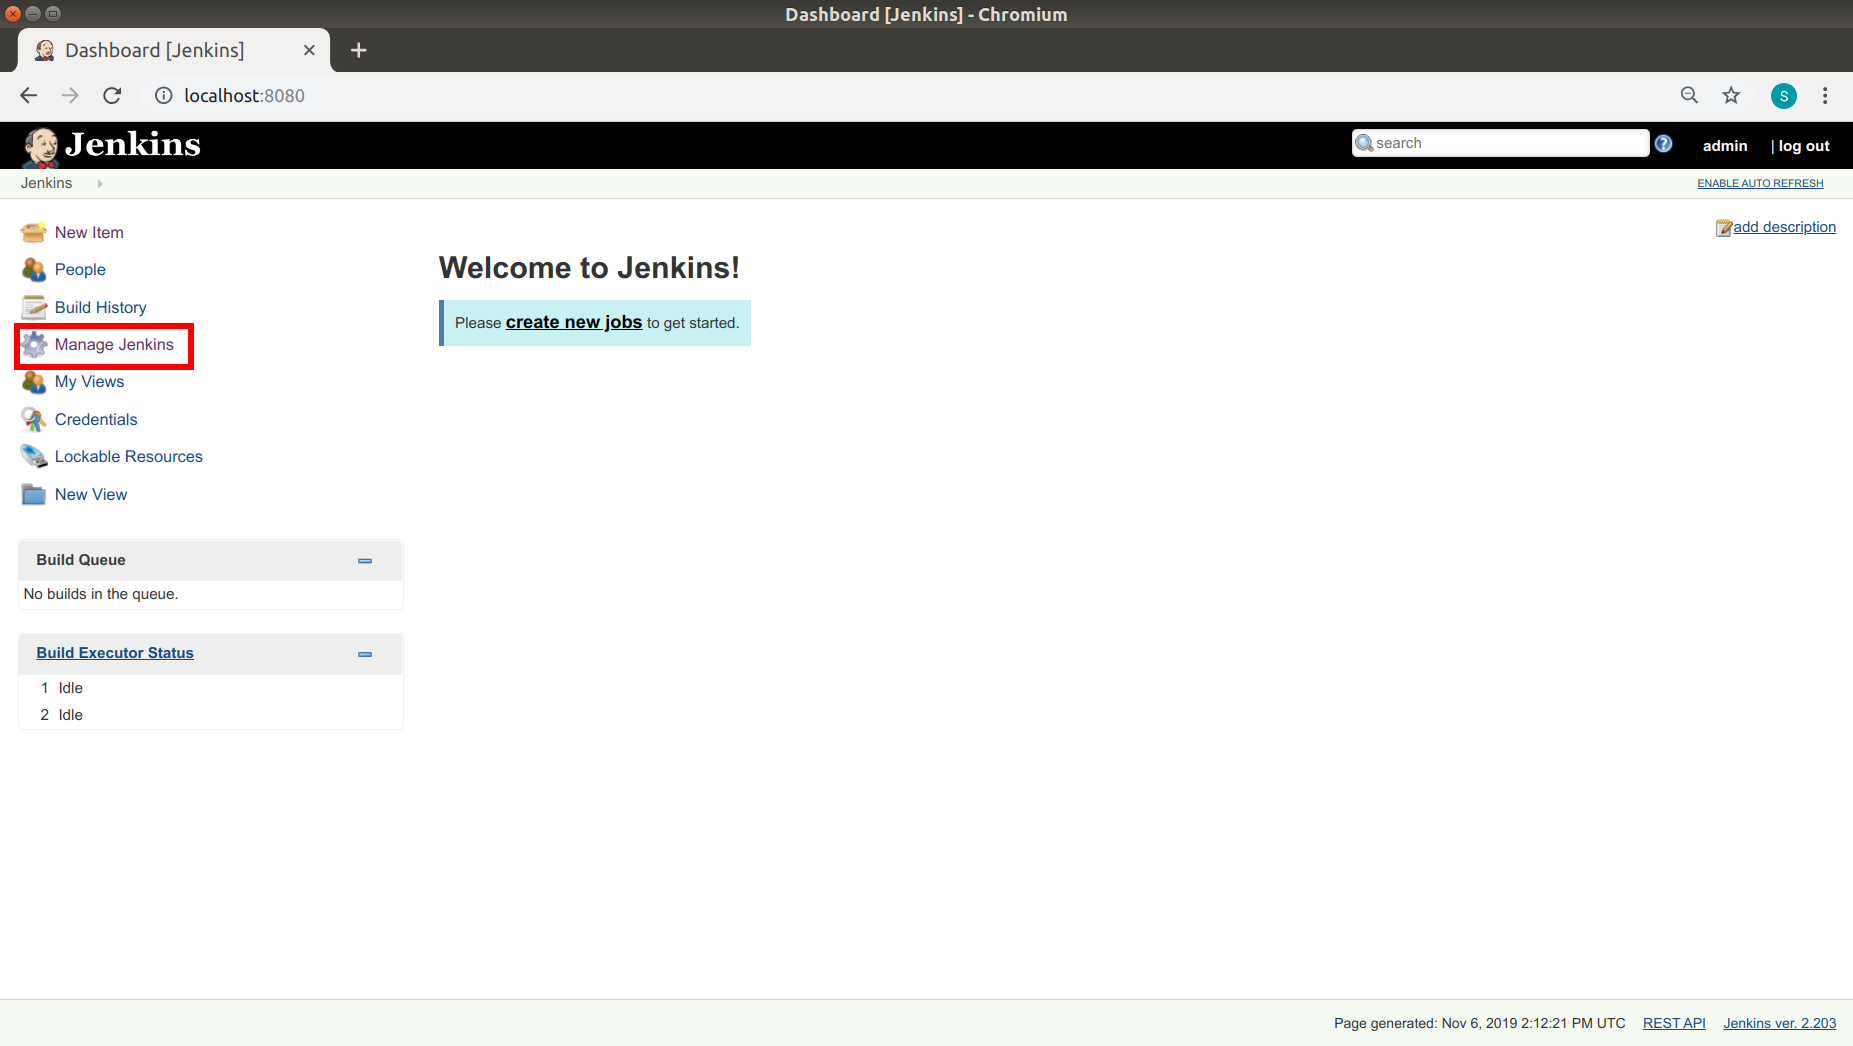 Dashboard [Jenkins] - Chromium
Dashboard [Jenkins]
localhost:8080
S
Jenkins
search
admin
| log out
Jenkins
ENABLE AUTO REFRESH
New Item
People
Build History
Manage Jenkins
My Views
Credentials
Lockable Resources
New View
Build Queue
No builds in the queue.
Build Executor Status
1 Idle
2 Idle
add description
Welcome to Jenkins!
Please create new jobs to get started.
Page generated: Nov 6, 2019 2:12:21 PM UTC REST API Jenkins ver. 2.203